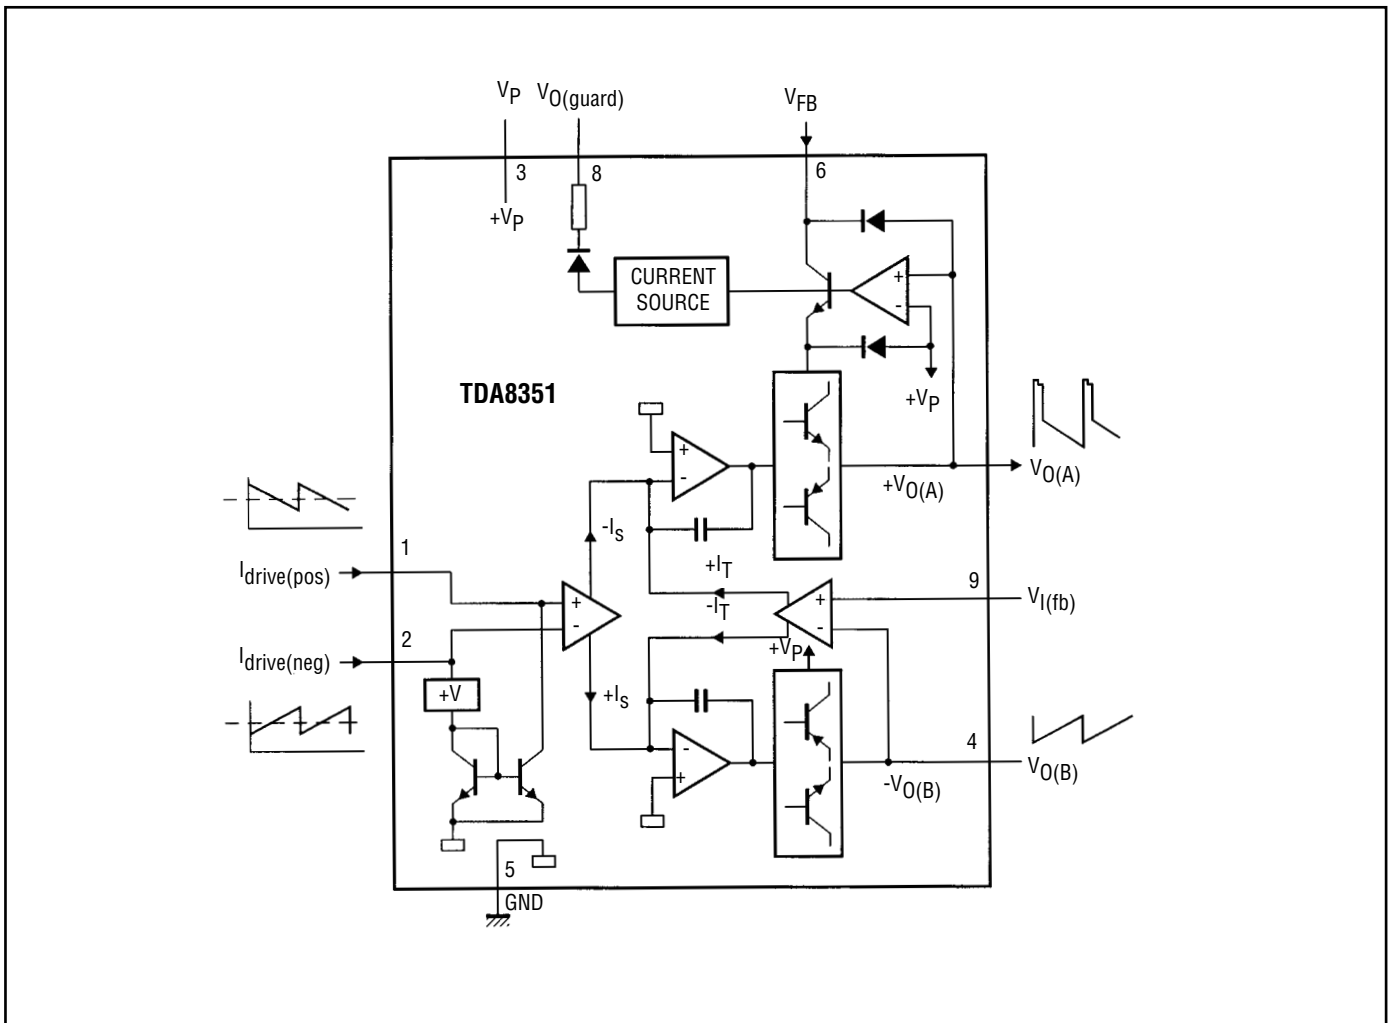 VP VO(guard) VFB
3 8 6
+VP
CURRENT
SOURCE
+
-
+VP
TDA8351
+
-
+VO(A)
VO(A)
-Is
+IT
1
Idrive(pos)
-IT
9
VI(fb)
+
-
+
-
2
Idrive(neg)
+VP
+V
+Is
-
+
4
-VO(B)
VO(B)
5
GND